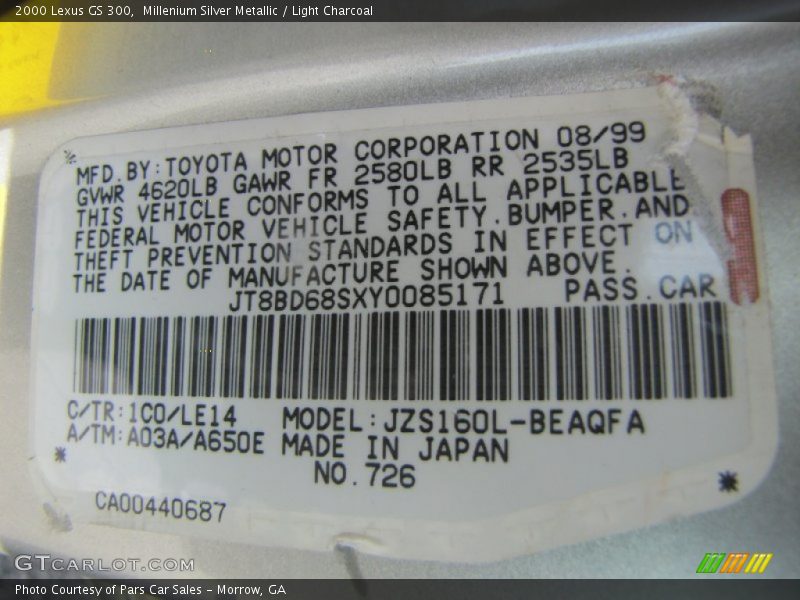 2000 Lexus GS 300, Millenium Silver Metallic / Light Charcoal
MFD.BY:TOYOTA MOTOR CORPORATION 08/99
GVWR 4620LB GAWR FR 2580LB RR 2535LB
THIS VEHICLE CONFORMS TO ALL APPLICABLE
FEDERAL MOTOR VEHICLE SAFETY.BUMPER.AND
THEFT PREVENTION STANDARDS IN EFFECT ON
THE DATE OF MANUFACTURE SHOWN ABOVE.
JT8BD68SXY0085171 PASS.CAR
C/TR:1C0/LE14 MODEL:JZS160L-BEAQFA
A/TM:A03A/A650E MADE IN JAPAN
NO.726
CA00440687
GTCARLOT.COM
Photo Courtesy of Pars Car Sales - Morrow, GA